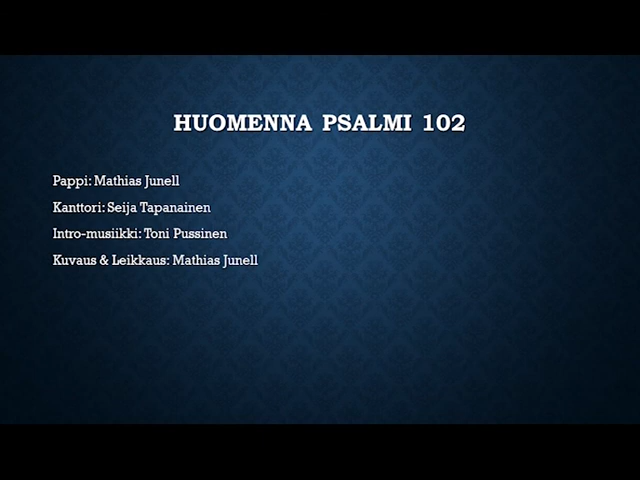 HUOMENNA PSALMI 102
Pappi: Mathias Junell
Kanttori: Seija Tapanainen
Intro-musiikki: Toni Pussinen
Kuvaus & Leikkaus: Mathias Junell